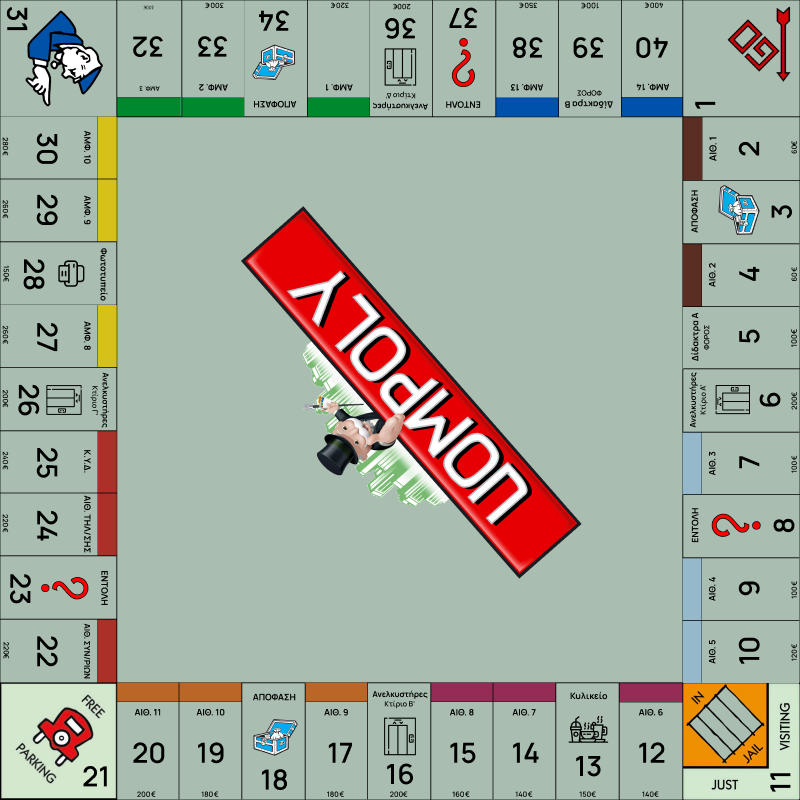 GO
1
ΑΙΘ. 1
2
60€
ΑΠΟΦΑΣΗ
3
ΑΙΘ. 2
4
60€
Δίδακτρα Α
ΦΟΡΟΣ
5
100€
Ανελκυστήρες
Κτίριο Α'
6
200€
ΑΙΘ. 3
7
100€
ΕΝΤΟΛΗ
8
ΑΙΘ. 4
9
100€
ΑΙΘ. 5
10
120€
IN
JAIL
JUST
VISITING
11
ΑΙΘ. 6
12
140€
Κυλικείο
13
150€
ΑΙΘ. 7
14
140€
ΑΙΘ. 8
15
160€
Ανελκυστήρες
Κτίριο Β'
16
200€
ΑΙΘ. 9
17
180€
ΑΠΟΦΑΣΗ
18
ΑΙΘ. 10
19
180€
ΑΙΘ. 11
20
200€
FREE
PARKING
21
ΑΙΘ. ΣΥΝ/ΡΙΩΝ
22
220€
ΕΝΤΟΛΗ
23
ΑΙΘ. ΤΗΛ/ΣΗΣ
24
220€
Κ.Υ.Δ.
25
240€
Ανελκυστήρες
Κτίριο Γ'
26
200€
ΑΜΦ. 8
27
260€
Φωτοτυπείο
28
150€
ΑΜΦ. 9
29
260€
ΑΜΦ. 10
30
280€
31
ΑΜΦ. 3
32
ΑΜΦ. 2
33
300€
ΑΠΟΦΑΣΗ
34
ΑΜΦ. 1
320€
Ανελκυστήρες
Κτίριο Δ'
36
200€
ΕΝΤΟΛΗ
37
ΑΜΦ. 13
38
350€
Δίδακτρα Β
ΦΟΡΟΣ
39
100€
ΑΜΦ. 14
40
400€
UOMPOLY